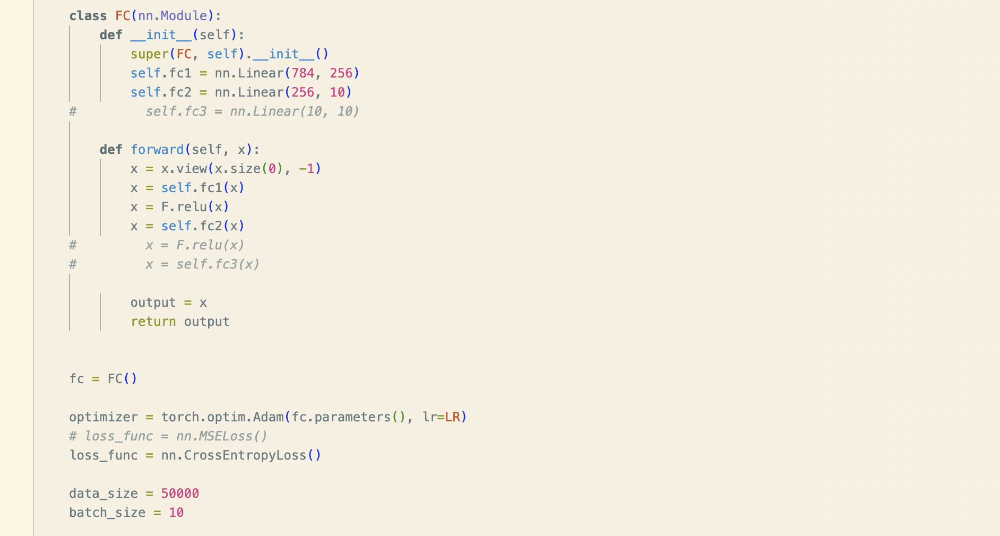 class FC(nn.Module):
    def __init__(self):
        super(FC, self).__init__()
        self.fc1 = nn.Linear(784, 256)
        self.fc2 = nn.Linear(256, 10)
#         self.fc3 = nn.Linear(10, 10)
    def forward(self, x):
        x = x.view(x.size(0), -1)
        x = self.fc1(x)
        x = F.relu(x)
        x = self.fc2(x)
#         x = F.relu(x)
#         x = self.fc3(x)
        output = x
        return output
fc = FC()
optimizer = torch.optim.Adam(fc.parameters(), lr=LR)
# loss_func = nn.MSELoss()
loss_func = nn.CrossEntropyLoss()
data_size = 50000
batch_size = 10